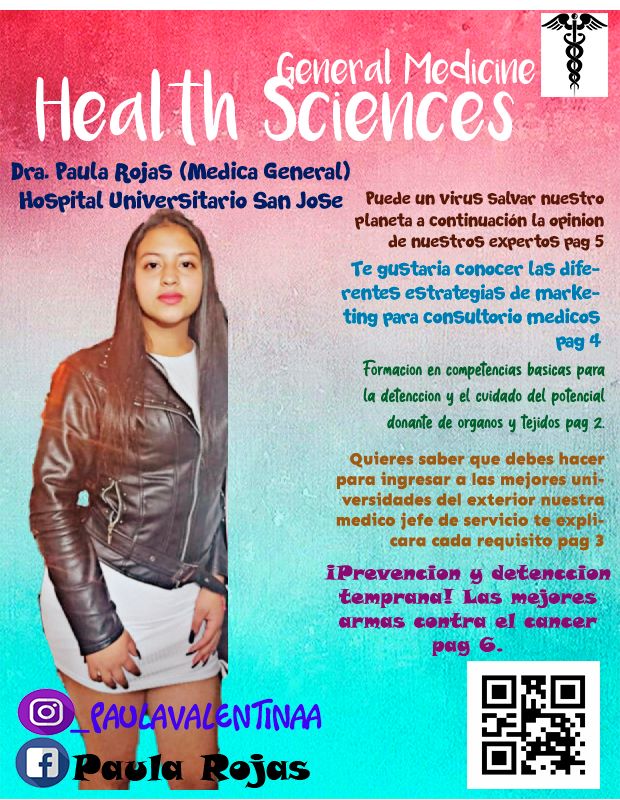 General Medicine
Health Sciences
Dra. Paula Rojas (Medica General)
Hospital Universitario San Jose
Puede un virus salvar nuestro
planeta a continuación la opinion
de nuestros expertos pag 5
Te gustaria conocer las dife-
rentes estrategias de marke-
ting para consultorio medicos
pag 4
Formacion en competencias basicas para
la detenccion y el cuidado del potencial
donante de organos y tejidos pag 2.
Quieres saber que debes hacer
para ingresar a las mejores uni-
versidades del exterior nuestra
medico jefe de servicio te expli-
cara cada requisito pag 3
¡Prevencion y detenccion
temprana! Las mejores
armas contra el cancer
pag 6.
_PAULAVALENTINAA
Paula Rojas